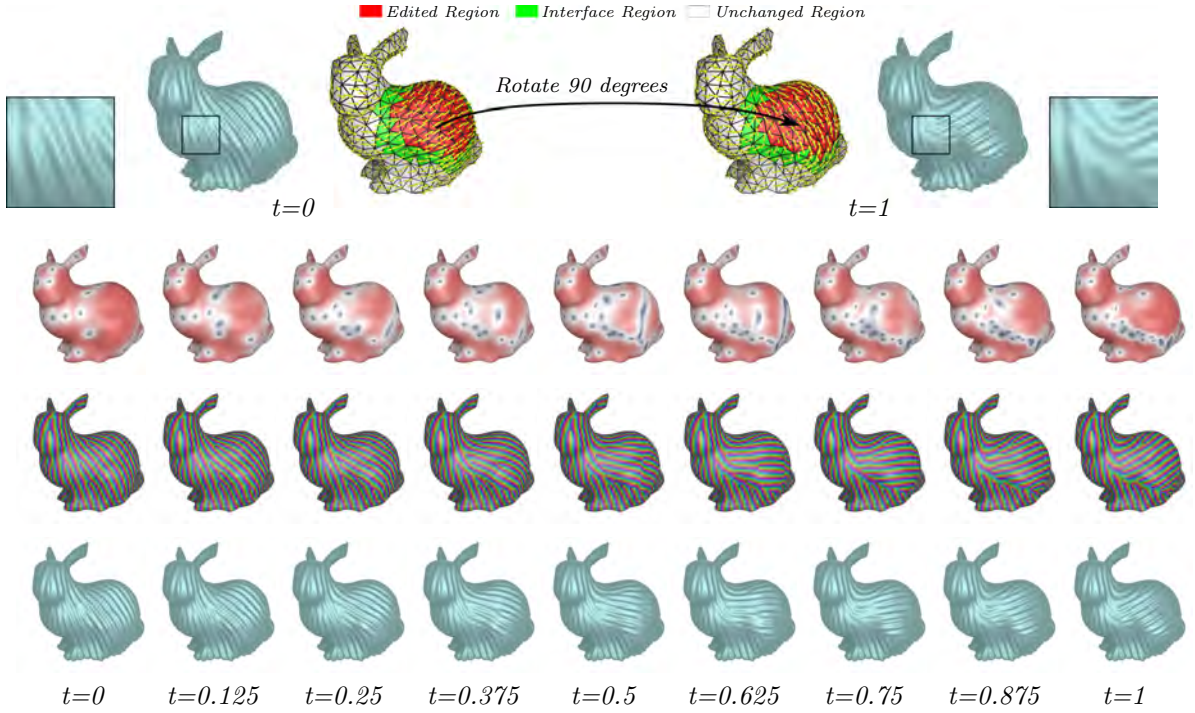 Edited Region Interface Region Unchanged Region
Rotate 90 degrees
t=0 t=1
t=0 t=0.125 t=0.25 t=0.375 t=0.5 t=0.625 t=0.75 t=0.875 t=1